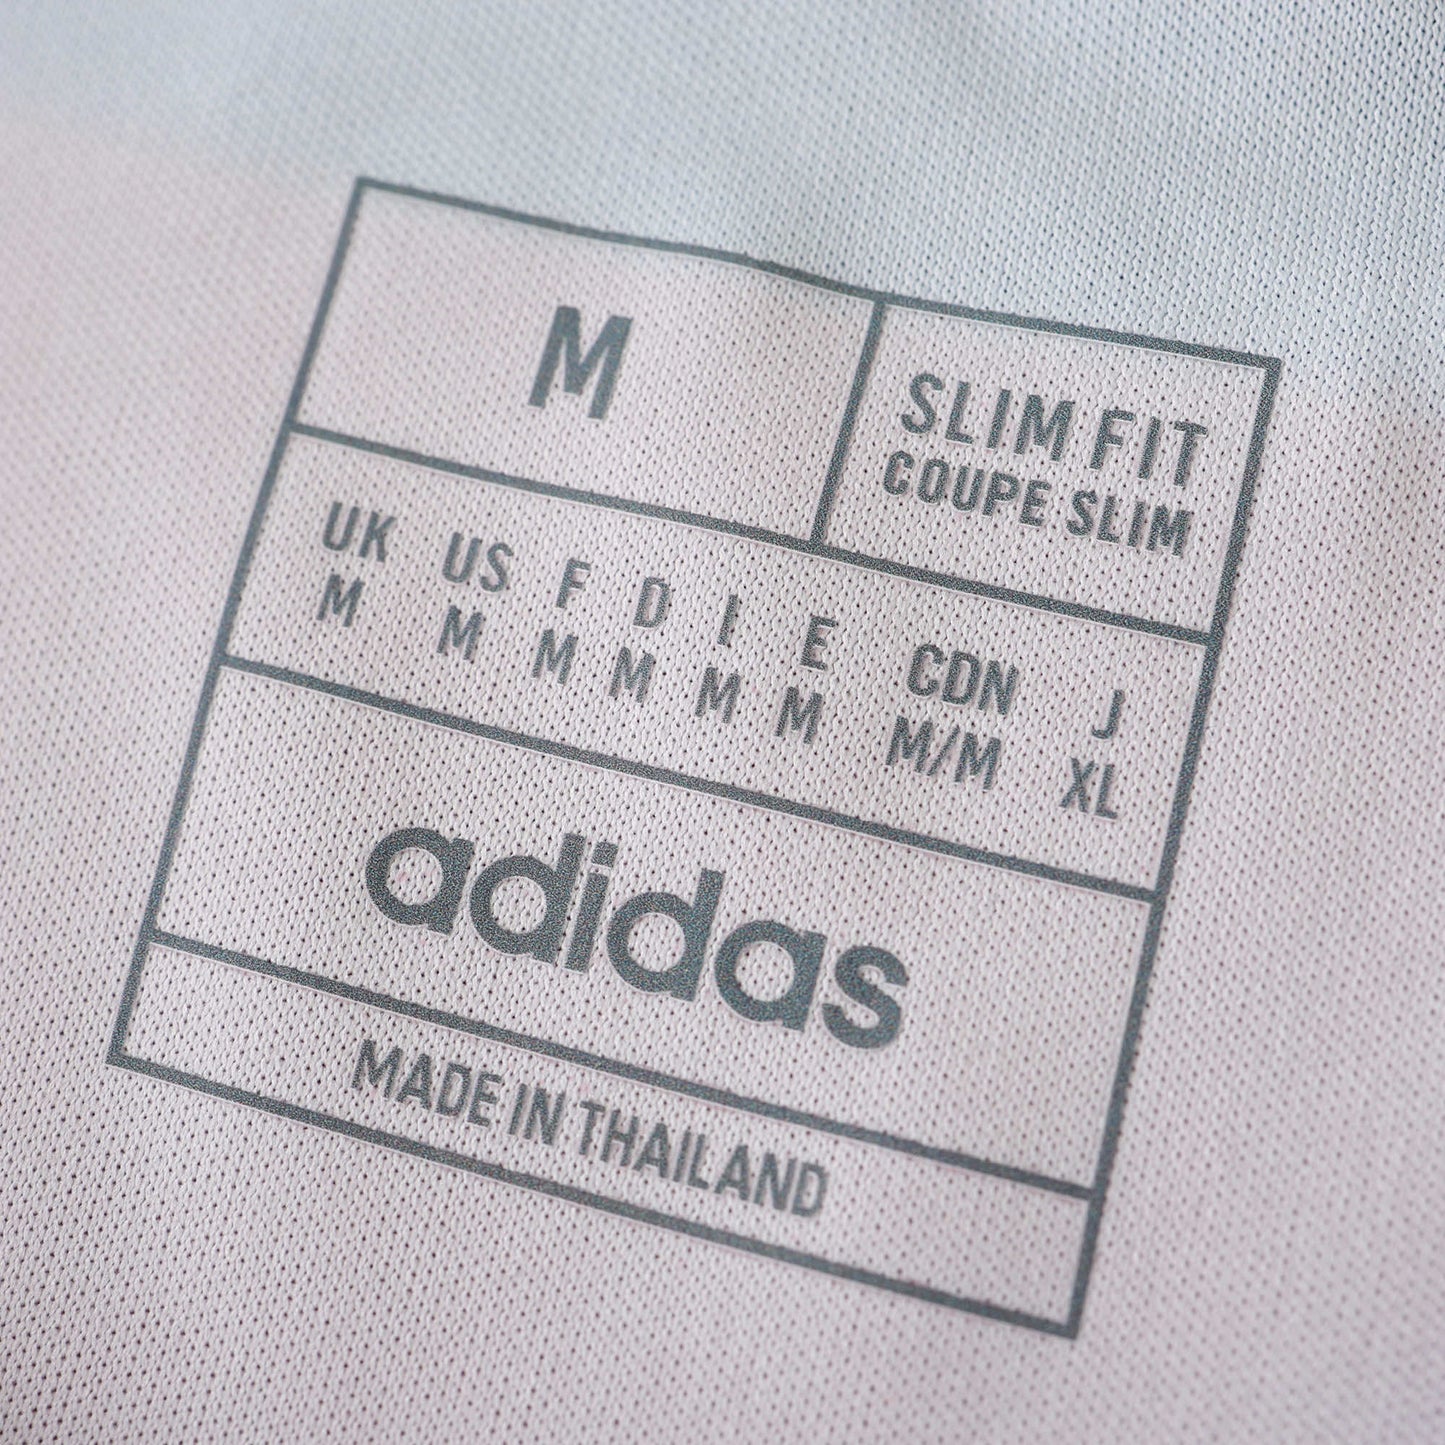 M
SLIM FIT
COUPE SLIM
UK US F D I E CDN J
M M M M M M M/M XL
adidas
MADE IN THAILAND